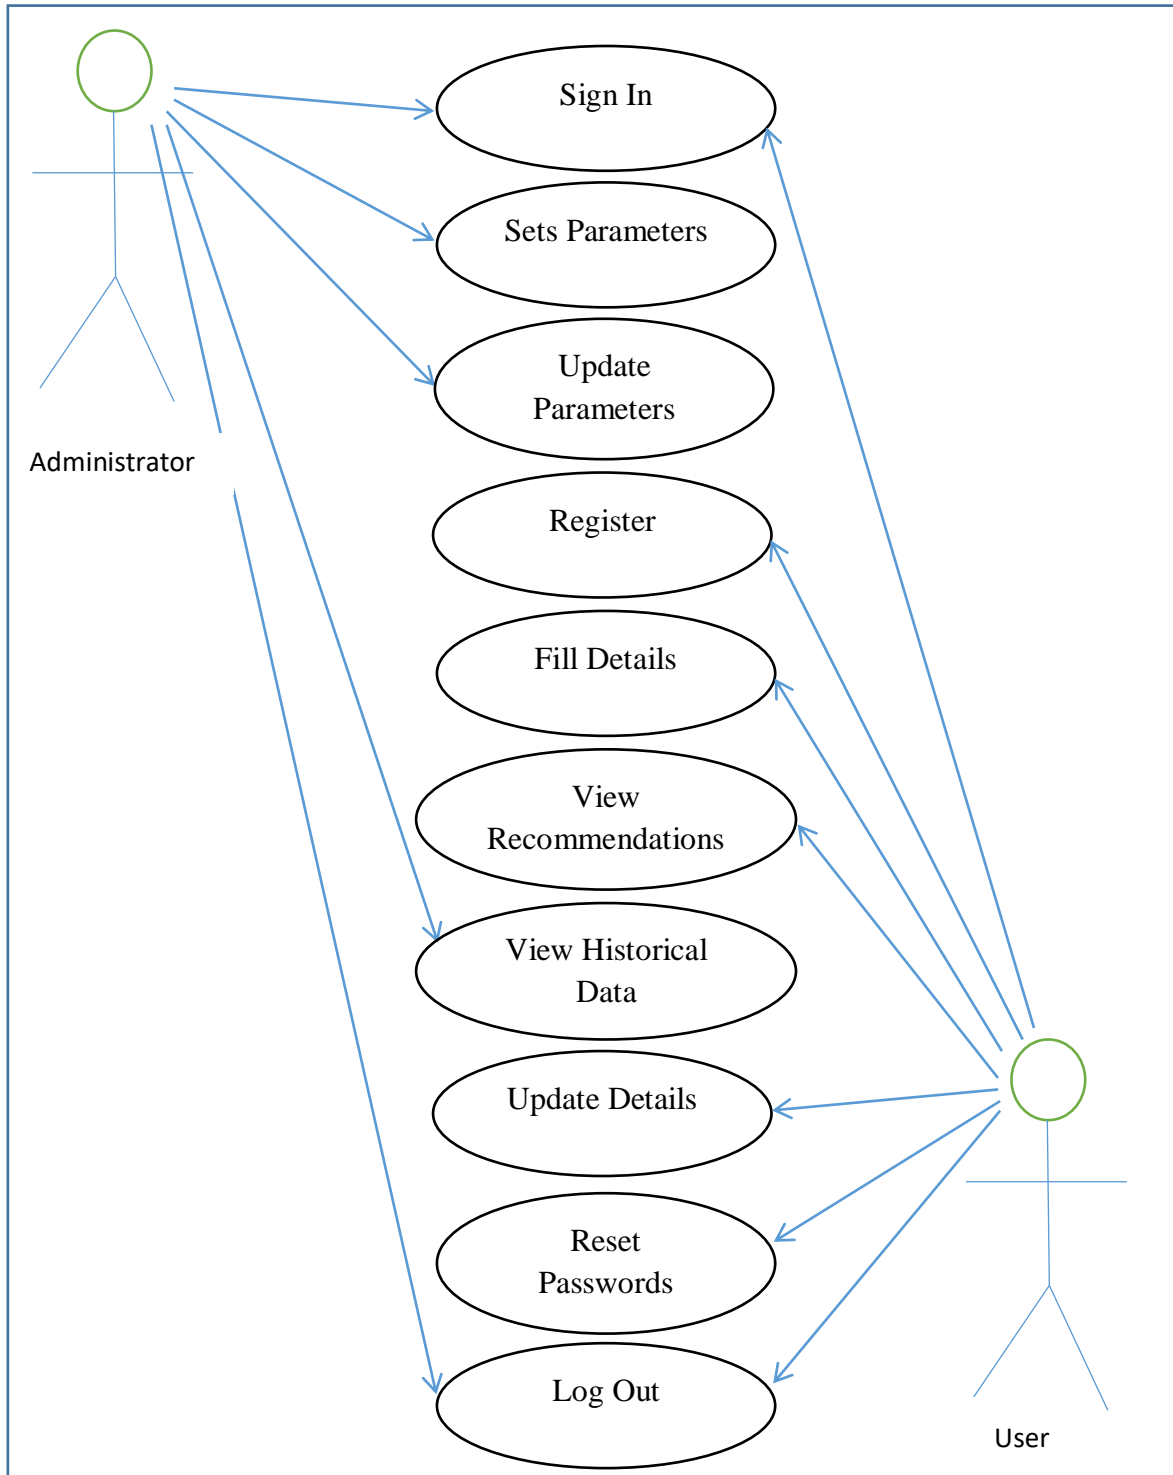 Sign In
Sets Parameters
Update
Parameters
Administrator
Register
Fill Details
View
Recommendations
View Historical
Data
Update Details
Reset
Passwords
Log Out
User